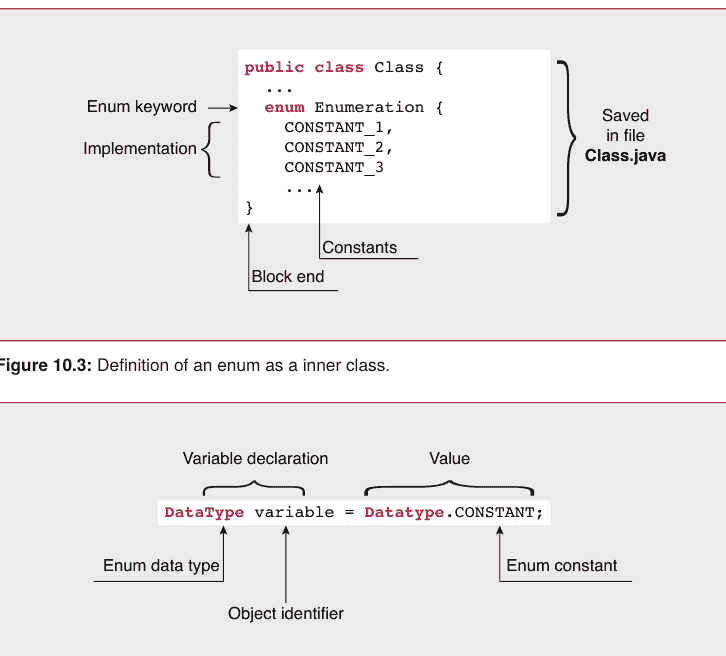 public class Class {
...
Enum keyword
enum Enumeration {
Implementation
CONSTANT_1,
CONSTANT_2,
CONSTANT_3
....
}
Saved
in file
Class.java
Constants
Block end
Figure 10.3: Definition of an enum as a inner class.
Variable declaration
Value
DataType variable = Datatype.CONSTANT;
Enum data type
Enum constant
Object identifier